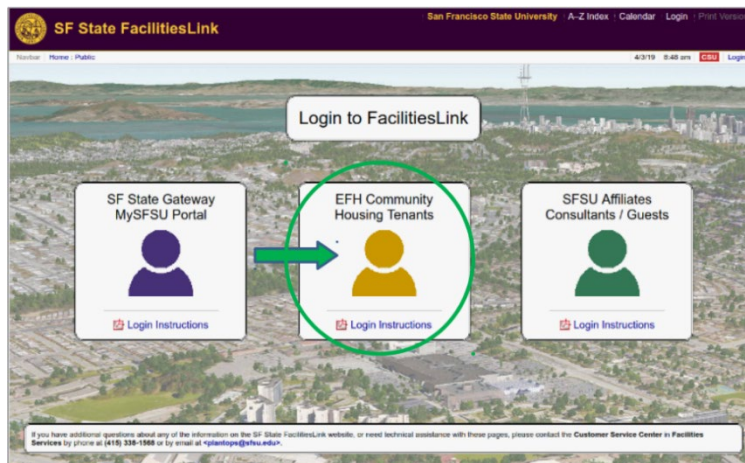 SF State FacilitiesLink
San Francisco State University A–Z Index Calendar Login Print Version
Navbar Home : Public
4/3/19 8:48 am CSU Login
Login to FacilitiesLink
SF State Gateway
MySFSU Portal
Login Instructions
EFH Community
Housing Tenants
Login Instructions
SFSU Affiliates
Consultants / Guests
Login Instructions
If you have additional questions about any of the information on the SF State FacilitiesLink website, or need technical assistance with these pages, please contact the Customer Service Center in Facilities
Services by phone at (415) 338-1568 or by email at <plantops@sfsu.edu>.